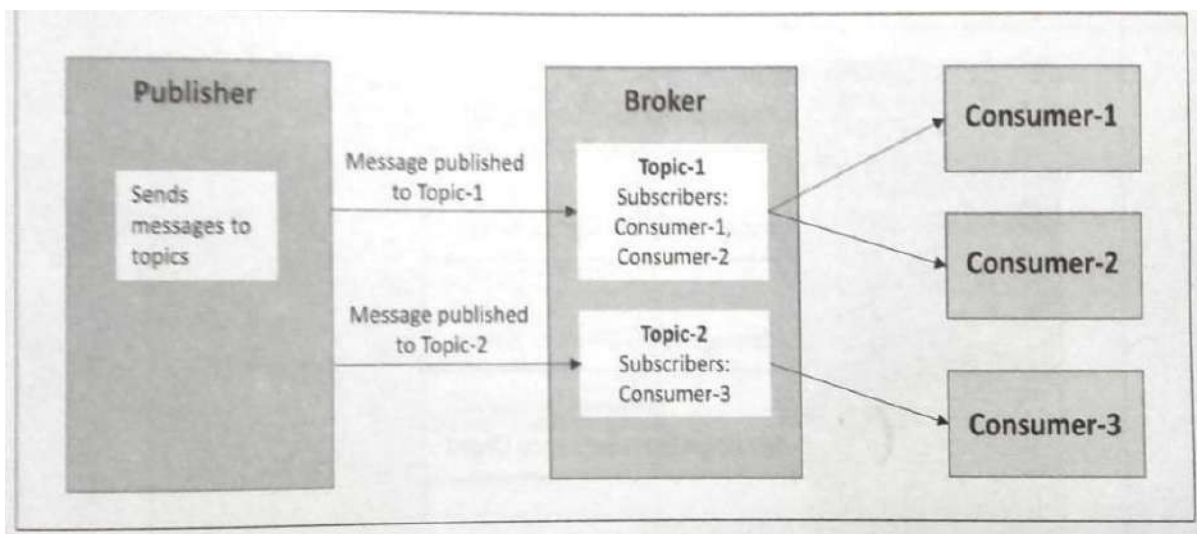 Publisher
Sends
messages to
topics
Message published
to Topic-1
Message published
to Topic-2
Broker
Topic-1
Subscribers:
Consumer-1,
Consumer-2
Topic-2
Subscribers:
Consumer-3
Consumer-1
Consumer-2
Consumer-3